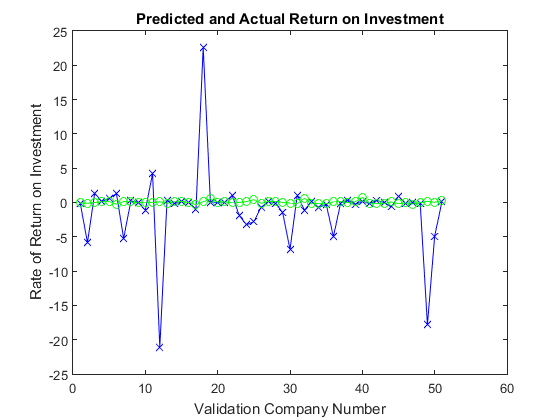 Predicted and Actual Return on Investment
25
20
15
10
5
0
-5
-10
-15
-20
-25
Rate of Return on Investment
0 10 20 30 40 50 60
Validation Company Number